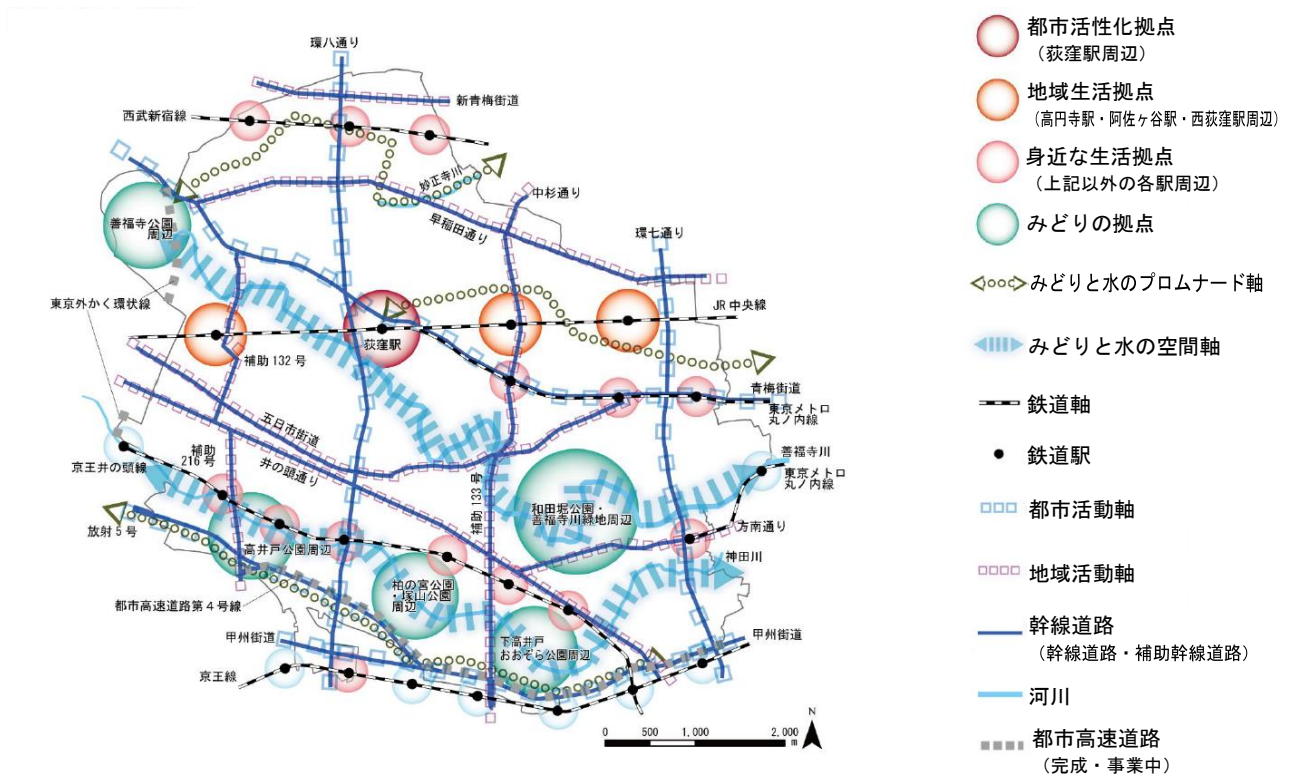 環八通り
新青梅街道
西武新宿線
妙正寺川
中杉通り
早稲田通り
環七通り
善福寺公園
周辺
東京外かく環状線
JR中央線
荻窪駅
補助132号
青梅街道
東京メトロ
丸ノ内線
五日市街道
井の頭通り
補助
216号
京王井の頭線
善福寺川
東京メトロ
丸ノ内線
補助133号
和田堀公園・
善福寺川緑地周辺
放射5号
高井戸公園周辺
方南通り
神田川
柏の宮公園
・塚山公園
周辺
都市高速道路第4号線
甲州街道
下高井戸
おおぞら公園周辺
甲州街道
京王線
0 500 1,000 2,000
m
N
都市活性化拠点
（荻窪駅周辺）
地域生活拠点
（高円寺駅・阿佐ヶ谷駅・西荻窪駅周辺）
身近な生活拠点
（上記以外の各駅周辺）
みどりの拠点
みどりと水のプロムナード軸
みどりと水の空間軸
鉄道軸
鉄道駅
都市活動軸
地域活動軸
幹線道路
（幹線道路・補助幹線道路）
河川
都市高速道路
（完成・事業中）